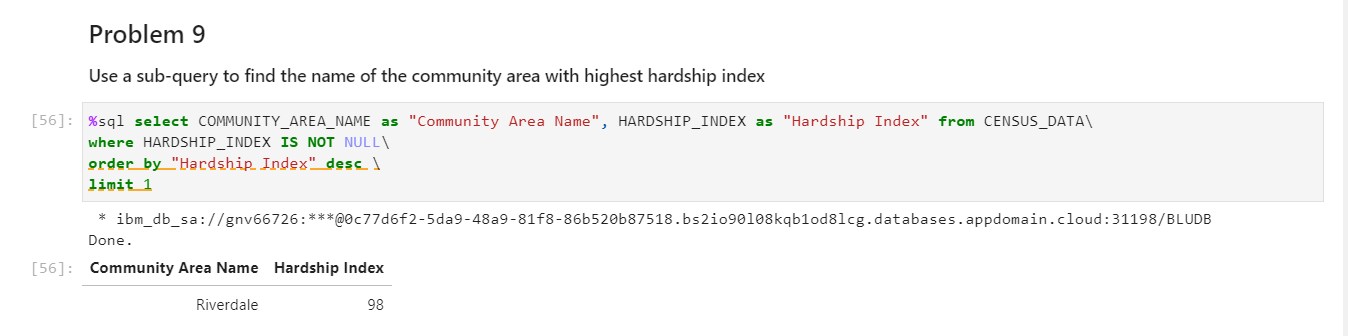 Problem 9
Use a sub-query to find the name of the community area with highest hardship index
[56]: %sql select COMMUNITY_AREA_NAME as "Community Area Name", HARDSHIP_INDEX as "Hardship Index" from CENSUS_DATA\
where HARDSHIP_INDEX IS NOT NULL\
order by "Hardship Index" desc \
limit 1
* ibm_db_sa://gnv66726:***@0c77d6f2-5da9-48a9-81f8-86b520b87518.bs2io90l08kqb1od8lcg.databases.appdomain.cloud:31198/BLUDB
Done.
[56]: Community Area Name Hardship Index
Riverdale 98